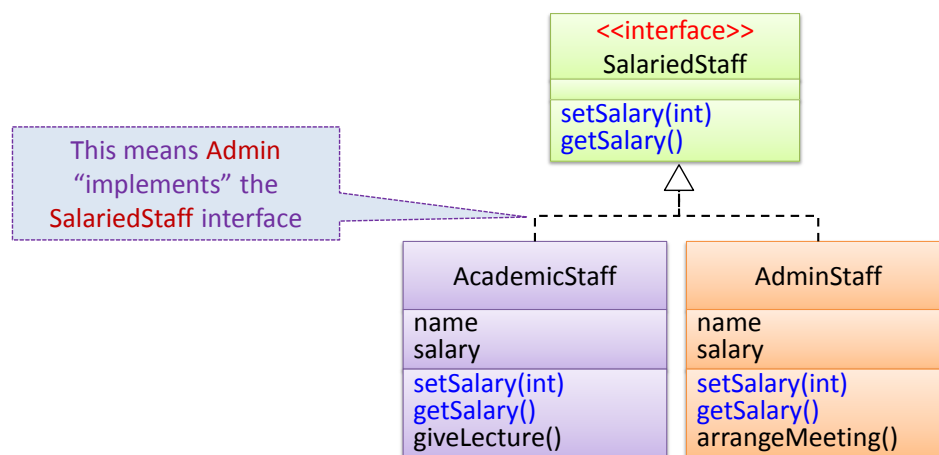 <<interface>>
SalariedStaff
setSalary(int)
getSalary()
This means Admin
“implements” the
SalariedStaff interface
AcademicStaff
name
salary
setSalary(int)
getSalary()
giveLecture()
AdminStaff
name
salary
setSalary(int)
getSalary()
arrangeMeeting()